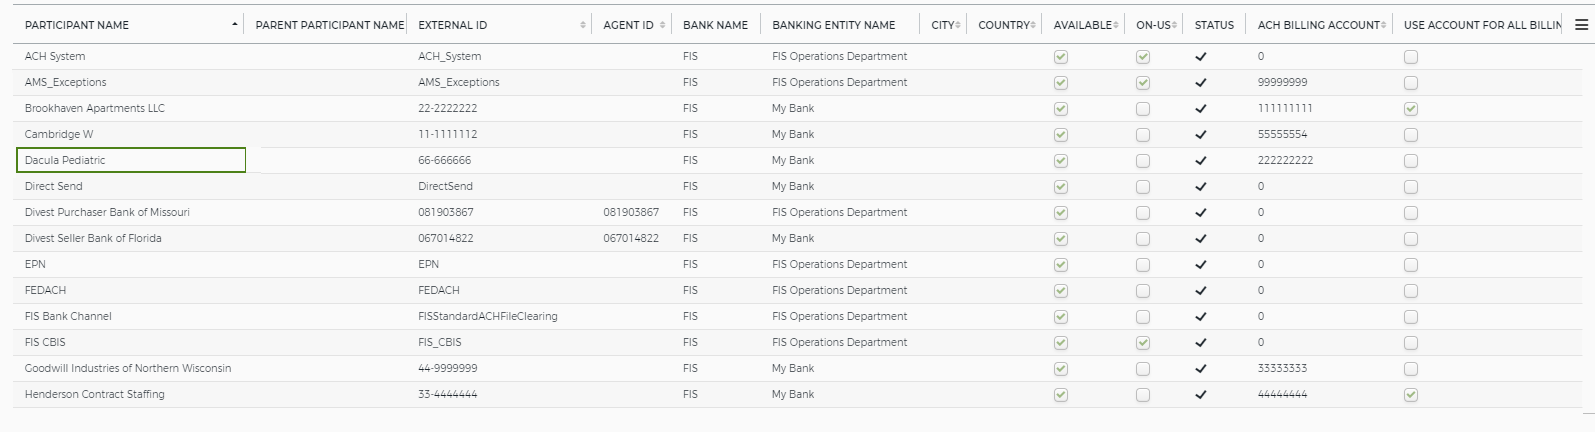 PARTICIPANT NAME PARENT PARTICIPANT NAME EXTERNAL ID AGENT ID BANK NAME BANKING ENTITY NAME CITY COUNTRY AVAILABLE ON-US STATUS ACH BILLING ACCOUNT USE ACCOUNT FOR ALL BILLIN
ACH System ACH_System FIS FIS Operations Department 0
AMS_Exceptions AMS_Exceptions FIS FIS Operations Department 99999999
Brookhaven Apartments LLC 22-2222222 FIS My Bank 111111111
Cambridge W 11-1111112 FIS My Bank 55555554
Dacula Pediatric 66-666666 FIS My Bank 222222222
Direct Send DirectSend FIS My Bank 0
Divest Purchaser Bank of Missouri 081903867 081903867 FIS FIS Operations Department 0
Divest Seller Bank of Florida 067014822 067014822 FIS My Bank 0
EPN EPN FIS FIS Operations Department 0
FEDACH FEDACH FIS FIS Operations Department 0
FIS Bank Channel FISStandardACHFileClearing FIS FIS Operations Department 0
FIS CBIS FIS_CBIS FIS FIS Operations Department 0
Goodwill Industries of Northern Wisconsin 44-9999999 FIS My Bank 33333333
Henderson Contract Staffing 33-4444444 FIS My Bank 44444444